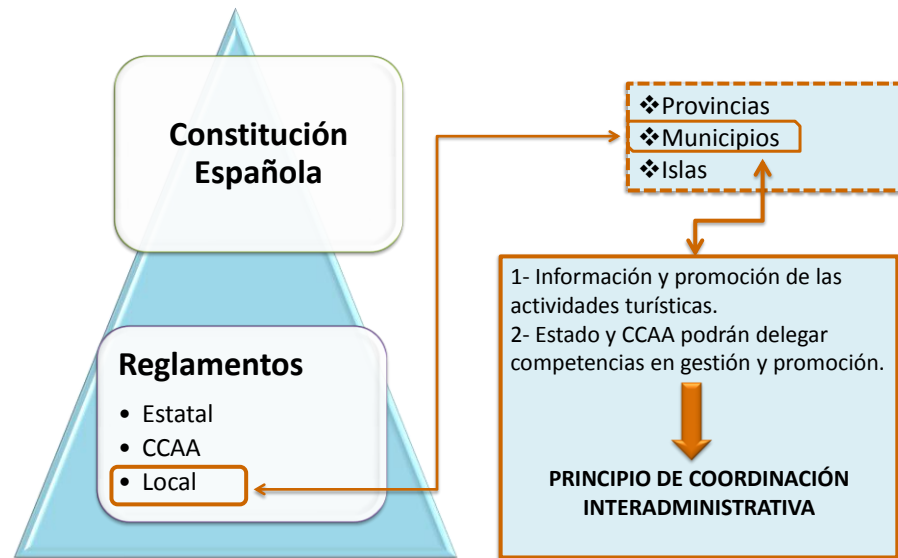 Constitución
Española
Reglamentos
• Estatal
• CCAA
• Local
❖Provincias
❖Municipios
❖Islas
1- Información y promoción de las
actividades turísticas.
2- Estado y CCAA podrán delegar
competencias en gestión y promoción.
PRINCIPIO DE COORDINACIÓN
INTERADMINISTRATIVA